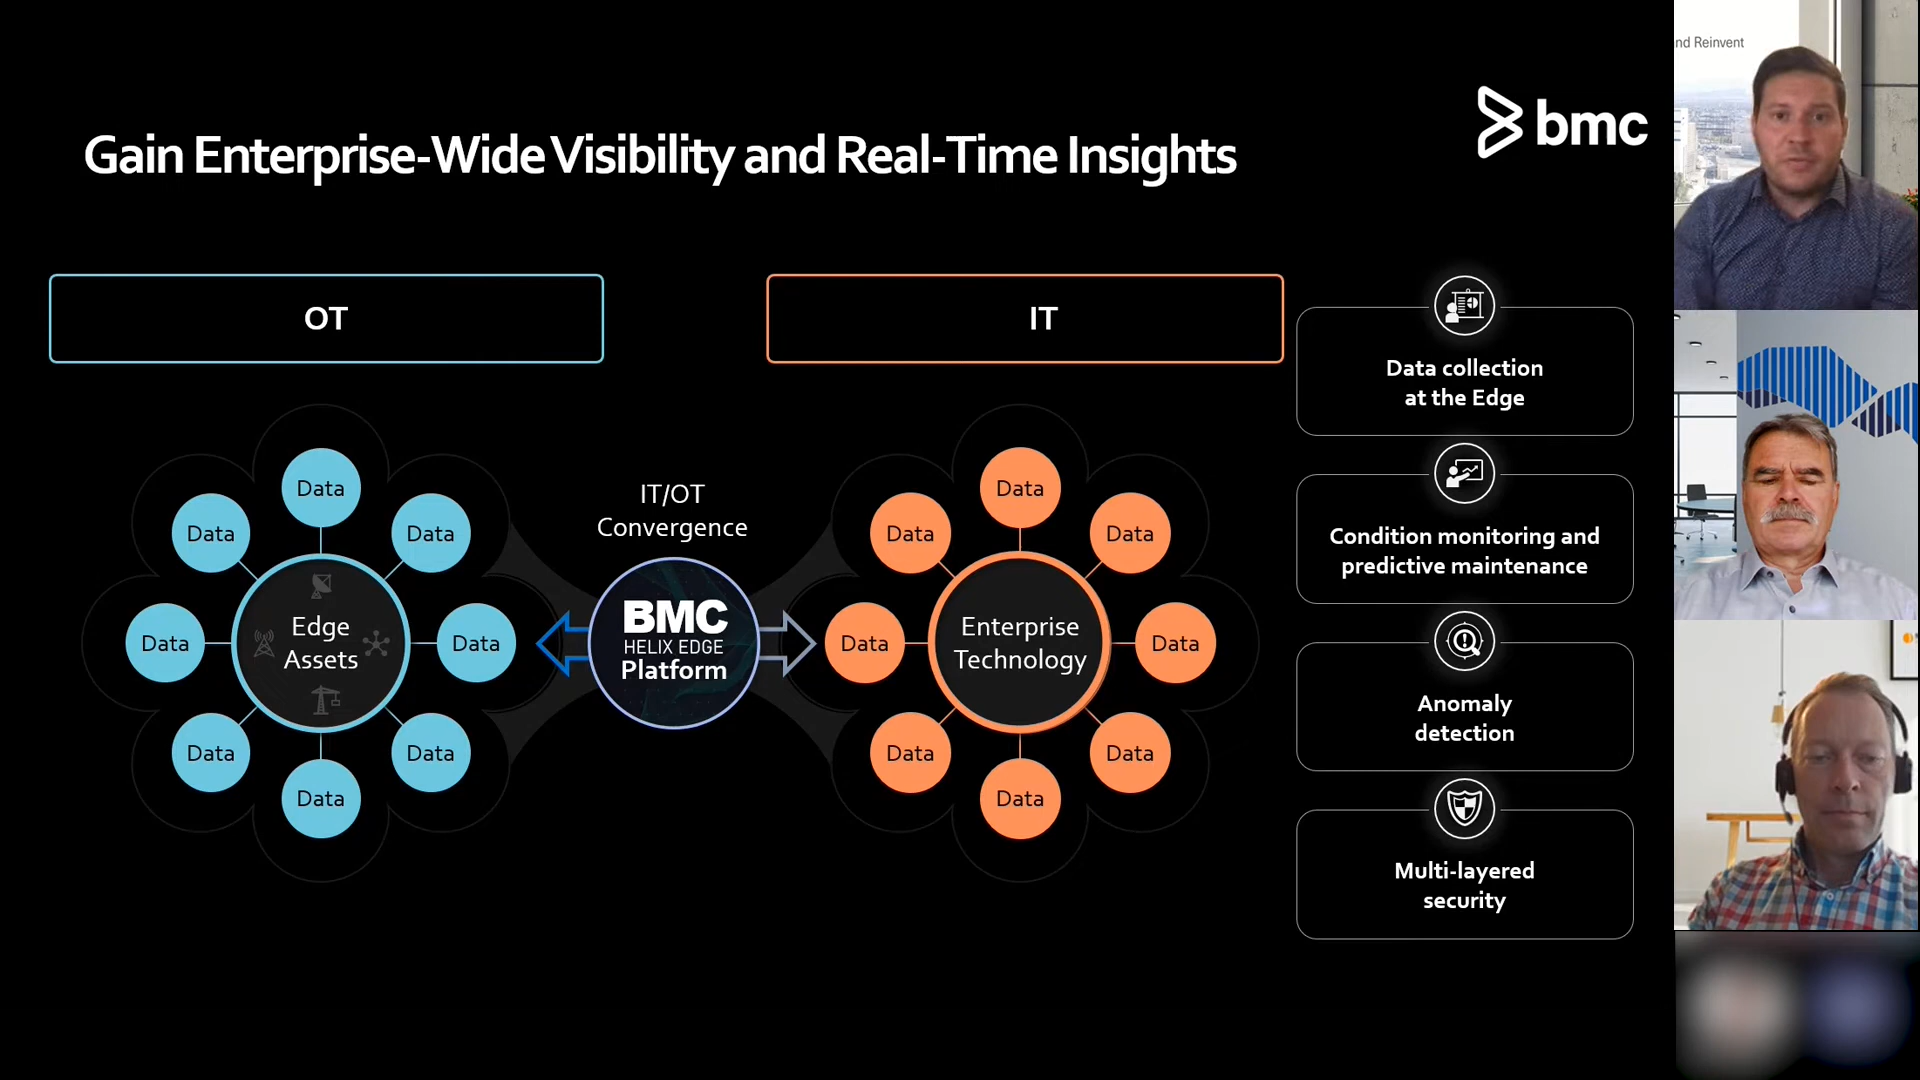 nd Reinvent
bmc
Gain Enterprise-Wide Visibility and Real-Time Insights
OT
IT
Data
Data
Data
Data
Data
Data
Data
Data
Edge
Assets
IT/OT
Convergence
BMC
HELIX EDGE
Platform
Data
Data
Data
Data
Data
Data
Data
Data
Enterprise
Technology
Data collection
at the Edge
Condition monitoring and
predictive maintenance
Anomaly
detection
Multi-layered
security